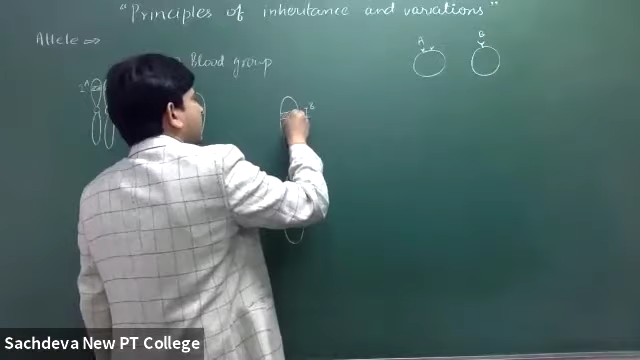 "Principles of inheritance and variations"
Allele ⇒
Blood group
A
B
I^A
I^B
Sachdeva New PT College